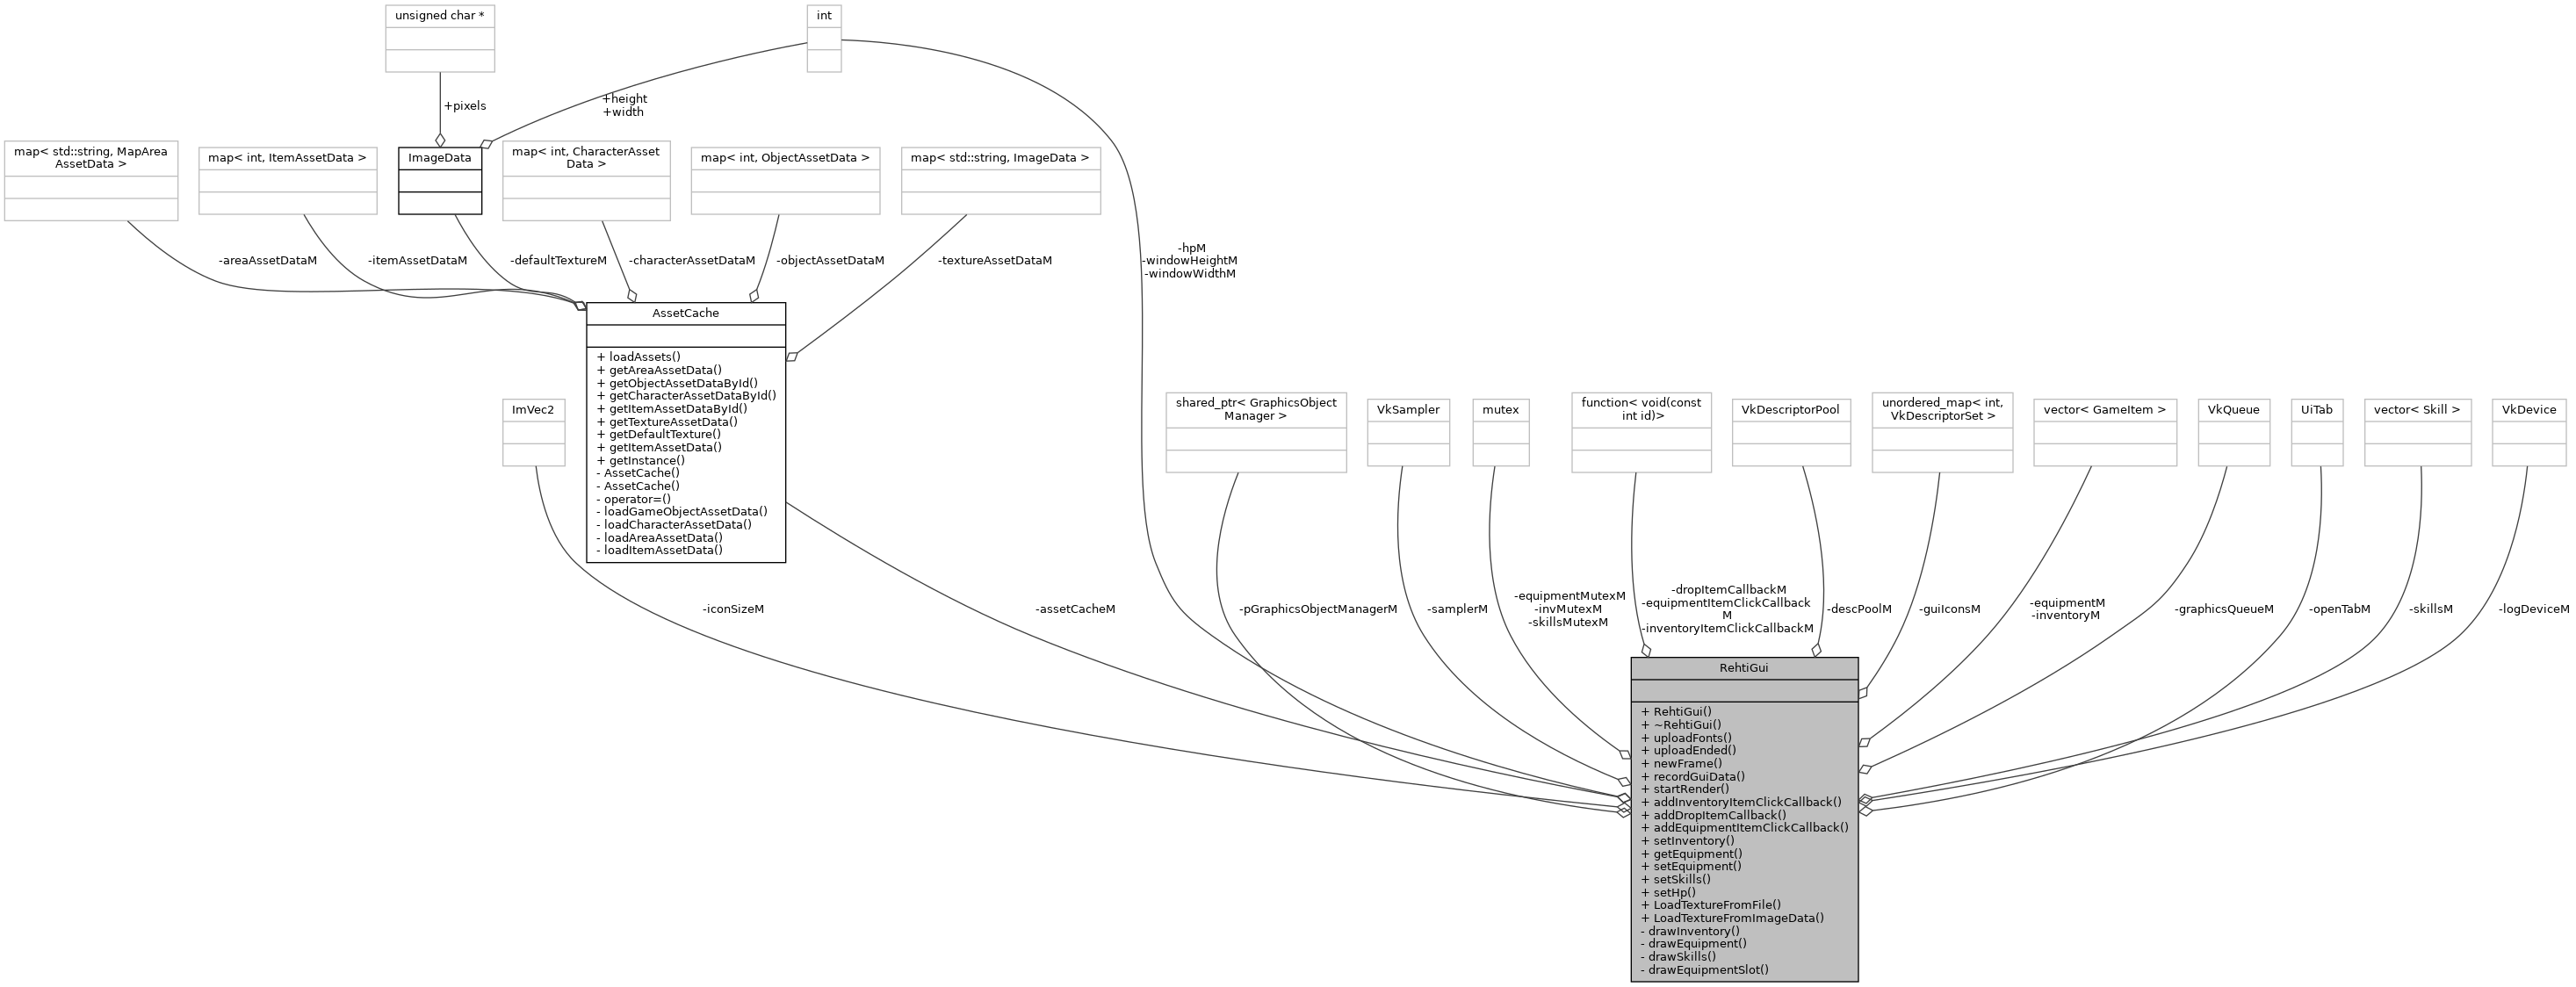 unsigned char *
int
+pixels
+height
+width
map< std::string, MapArea
AssetData >
map< int, ItemAssetData >
ImageData
map< int, CharacterAsset
Data >
map< int, ObjectAssetData >
map< std::string, ImageData >
-areaAssetDataM
-itemAssetDataM
-defaultTextureM
-characterAssetDataM
-objectAssetDataM
-textureAssetDataM
-hpM
-windowHeightM
-windowWidthM
AssetCache
+ loadAssets()
+ getAreaAssetData()
+ getObjectAssetDataById()
+ getCharacterAssetDataById()
+ getItemAssetDataById()
+ getTextureAssetData()
+ getDefaultTexture()
+ getItemAssetData()
+ getInstance()
- AssetCache()
- AssetCache()
- operator=()
- loadGameObjectAssetData()
- loadCharacterAssetData()
- loadAreaAssetData()
- loadItemAssetData()
ImVec2
shared_ptr< GraphicsObject
Manager >
VkSampler
mutex
function< void(const
int id)>
VkDescriptorPool
unordered_map< int,
VkDescriptorSet >
vector< GameItem >
VkQueue
UiTab
vector< Skill >
VkDevice
-iconSizeM
-assetCacheM
-pGraphicsObjectManagerM
-samplerM
-equipmentMutexM
-invMutexM
-skillsMutexM
-dropItemCallbackM
-equipmentItemClickCallback
M
-inventoryItemClickCallbackM
-descPoolM
-guiIconsM
-equipmentM
-inventoryM
-graphicsQueueM
-openTabM
-skillsM
-logDeviceM
RehtiGui
+ RehtiGui()
+ ~RehtiGui()
+ uploadFonts()
+ uploadEnded()
+ newFrame()
+ recordGuiData()
+ startRender()
+ addInventoryItemClickCallback()
+ addDropItemCallback()
+ addEquipmentItemClickCallback()
+ setInventory()
+ getEquipment()
+ setEquipment()
+ setSkills()
+ setHp()
+ LoadTextureFromFile()
+ LoadTextureFromImageData()
- drawInventory()
- drawEquipment()
- drawSkills()
- drawEquipmentSlot()